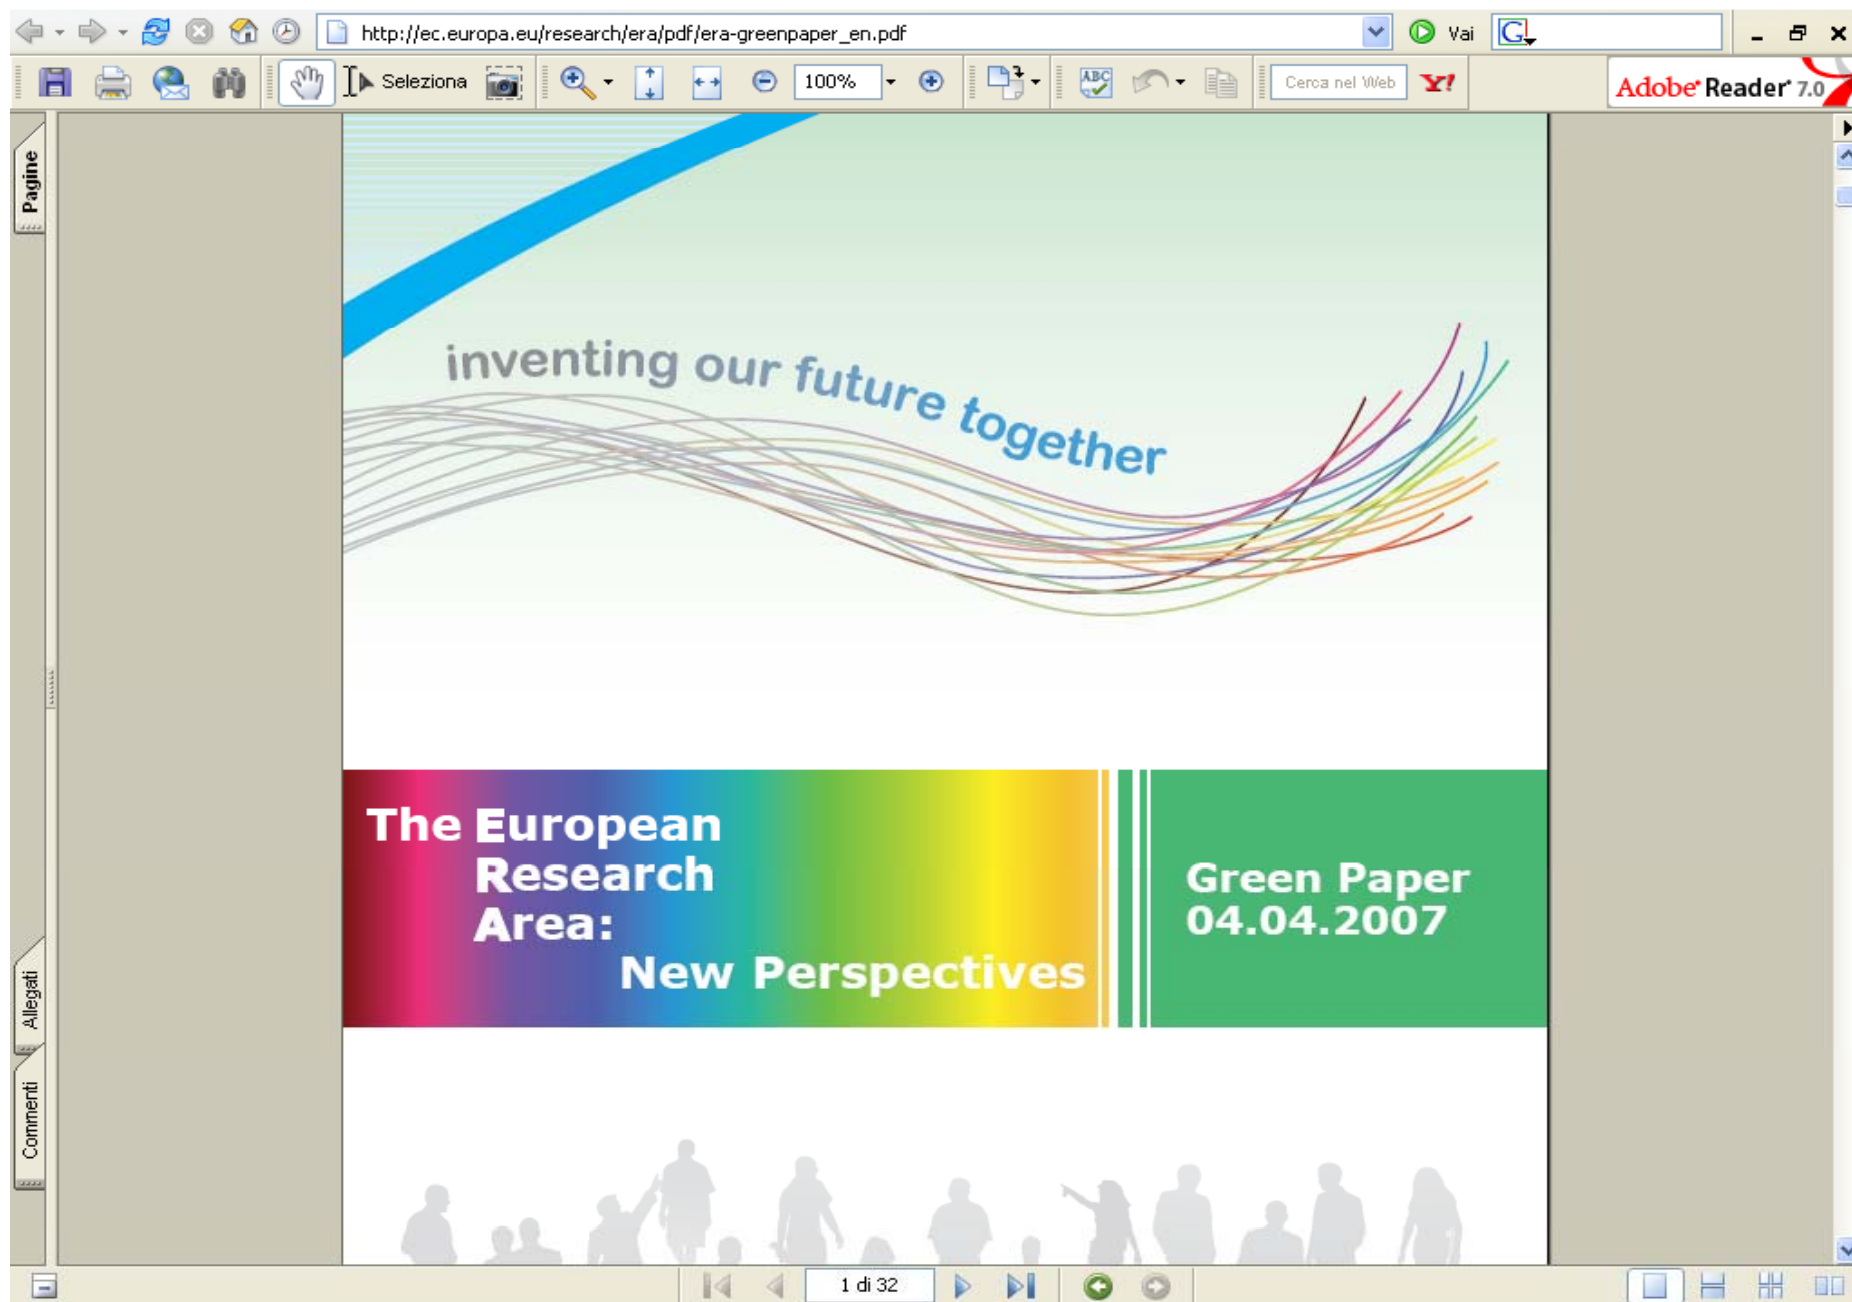 http://ec.europa.eu/research/era/pdf/era-greenpaper_en.pdf
Vai
G
Seleziona
100%
ABC
Cerca nel Web
Y!
Adobe Reader 7.0
Pagine
inventing our future together
The European
Research
Area:
New Perspectives
Green Paper
04.04.2007
Allegati
Commenti
1 di 32